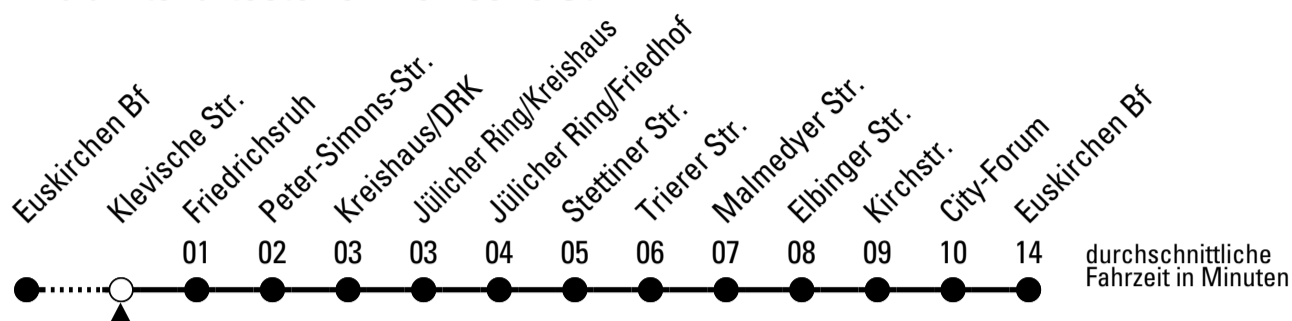 Euskirchen Bf
Klevische Str.
Friedrichsruh
Peter-Simons-Str.
Kreishaus/DRK
Jülicher Ring/Kreishaus
Jülicher Ring/Friedhof
Stettiner Str.
Trierer Str.
Malmedyer Str.
Elbinger Str.
Kirchstr.
City-Forum
Euskirchen Bf
01 02 03 03 04 05 06 07 08 09 10 14
durchschnittliche
Fahrzeit in Minuten